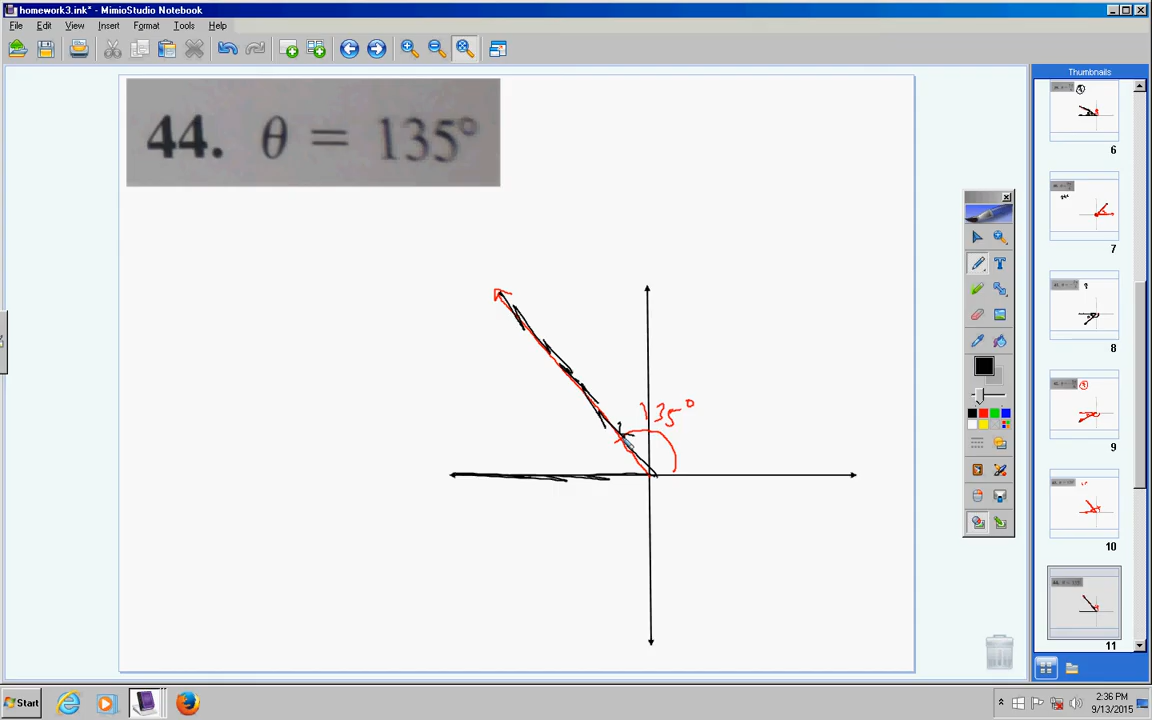 homework3.ink* - MimioStudio Notebook
File Edit View Insert Format Tools Help
Thumbnails
44. θ = 135°
135°
6
7
8
9
10
11
Start
2:36 PM
9/13/2015